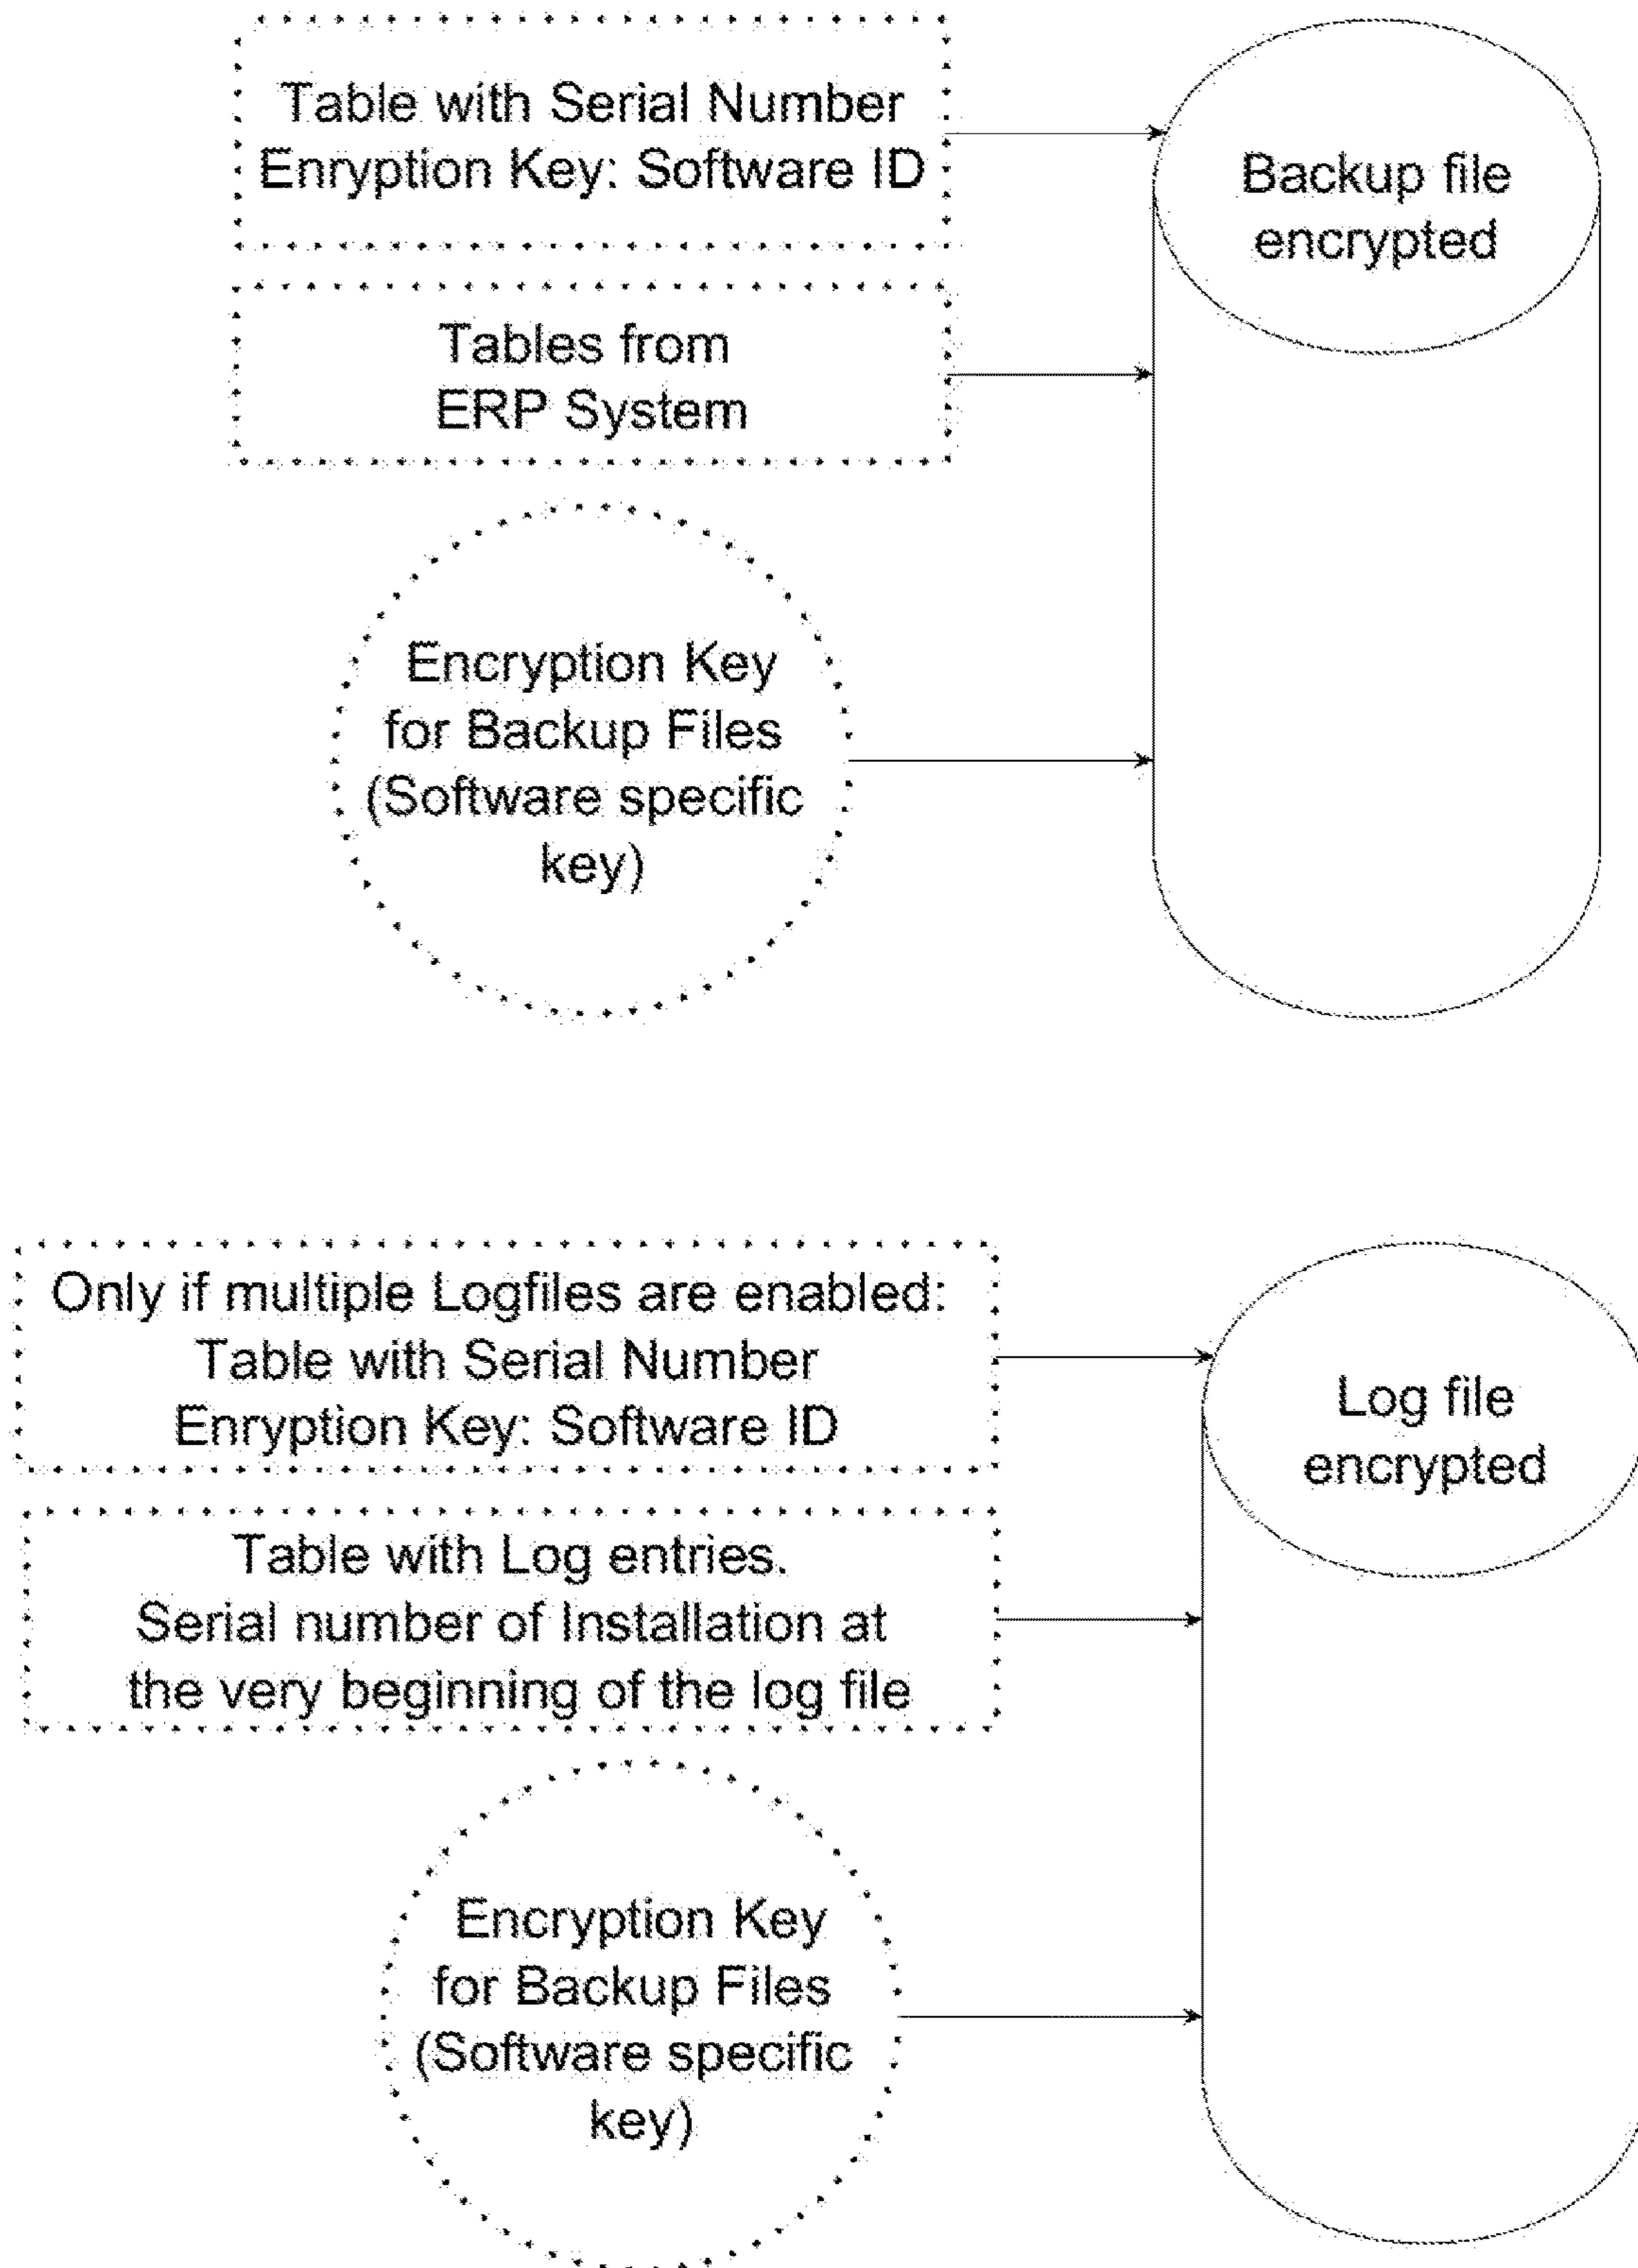 Table with Serial Number
Enryption Key: Software ID
Backup file
encrypted
Tables from
ERP System
Encryption Key
for Backup Files
(Software specific
key)
Only if multiple Logfiles are enabled:
Table with Serial Number
Enryption Key: Software ID
Log file
encrypted
Table with Log entries.
Serial number of Installation at
the very beginning of the log file
Encryption Key
for Backup Files
(Software specific
key)